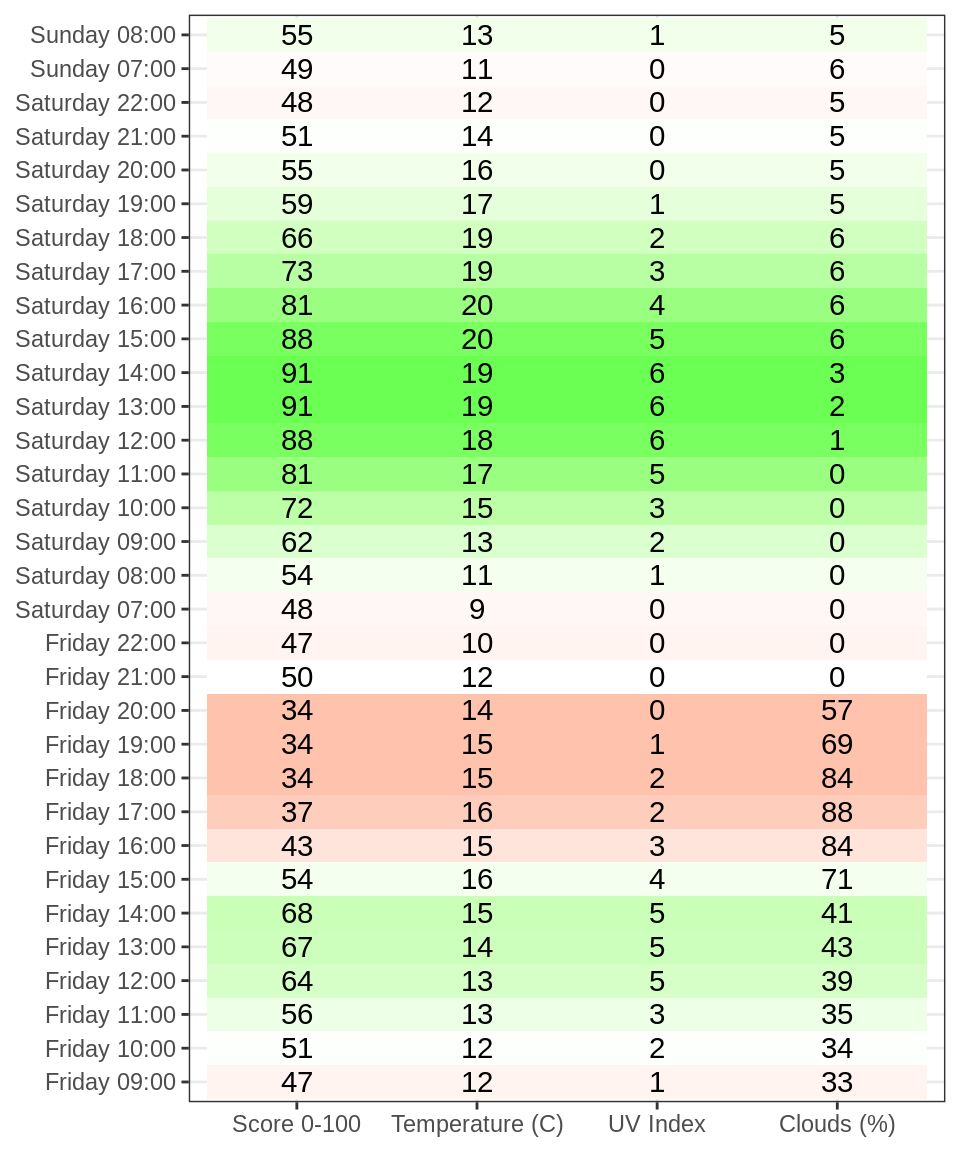 Sunday 08:00 55 13 1 5
Sunday 07:00 49 11 0 6
Saturday 22:00 48 12 0 5
Saturday 21:00 51 14 0 5
Saturday 20:00 55 16 0 5
Saturday 19:00 59 17 1 5
Saturday 18:00 66 19 2 6
Saturday 17:00 73 19 3 6
Saturday 16:00 81 20 4 6
Saturday 15:00 88 20 5 6
Saturday 14:00 91 19 6 3
Saturday 13:00 91 19 6 2
Saturday 12:00 88 18 6 1
Saturday 11:00 81 17 5 0
Saturday 10:00 72 15 3 0
Saturday 09:00 62 13 2 0
Saturday 08:00 54 11 1 0
Saturday 07:00 48 9 0 0
Friday 22:00 47 10 0 0
Friday 21:00 50 12 0 0
Friday 20:00 34 14 0 57
Friday 19:00 34 15 1 69
Friday 18:00 34 15 2 84
Friday 17:00 37 16 2 88
Friday 16:00 43 15 3 84
Friday 15:00 54 16 4 71
Friday 14:00 68 15 5 41
Friday 13:00 67 14 5 43
Friday 12:00 64 13 5 39
Friday 11:00 56 13 3 35
Friday 10:00 51 12 2 34
Friday 09:00 47 12 1 33
Score 0-100 Temperature (C) UV Index Clouds (%)